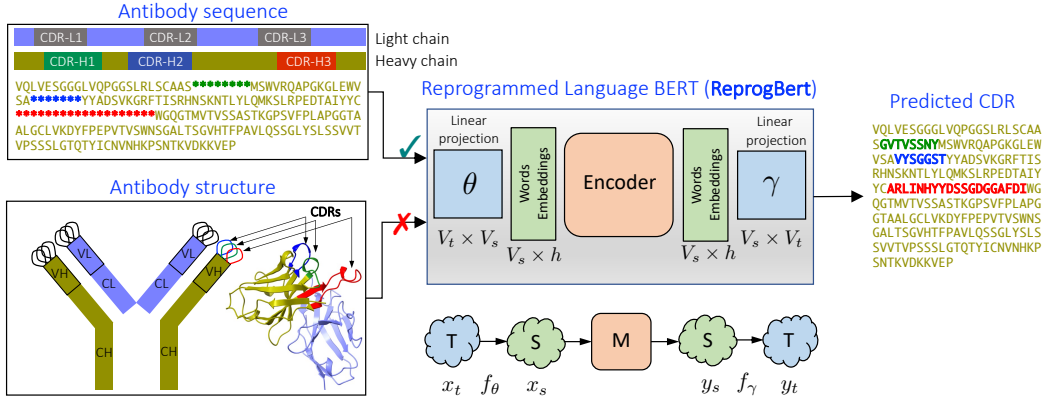 Antibody sequence
CDR-L1 CDR-L2 CDR-L3 Light chain
CDR-H1 CDR-H2 CDR-H3 Heavy chain
VQLVESGGGLVQPGGSLRLSCAAS********MSWVRQAPGKGLEWV
SA*******YYADSVKGRFTISRHNSKNTLYLQMKSLRPEDTAIYYC
*******************WGQGTMVTVSSASTKGPSVFPLAPGGTA
ALGCLVKDYFPEPVTVSWNSGALTSGVHTFPAVLQSSGLYSLSSVVT
VPSSSLGTQTYICNVNHKPSNTKVDKKVEP
Antibody structure
CDRs
VH VL CL VL VH CL
CH CH
Reprogrammed Language BERT (ReprogBert)
Linear projection
θ
V_t × V_s
Words Embeddings
V_s × h
Encoder
Words Embeddings
V_s × h
Linear projection
γ
V_s × V_t
T S M S T
x_t f_θ x_s y_s f_γ y_t
Predicted CDR
VQLVESGGGLVQPGGSLRLSCAA
SGVTVSSNYMSWVRQAPGKGLEW
VSAVYSGGSTYYADSVKGRFTIS
RHNSKNTLYLQMKSLRPEDTAIY
YCARLINHYYDSSGDGGAFDIWG
QGTMVTVSSASTKGPSVFPLAPG
GTAALGCLVKDYFPEPVTVSWNS
GALTSGVHTFPAVLQSSGLYSLS
SVVTVPSSSLGTQTYICNVNHKP
SNTKVDKKVEP